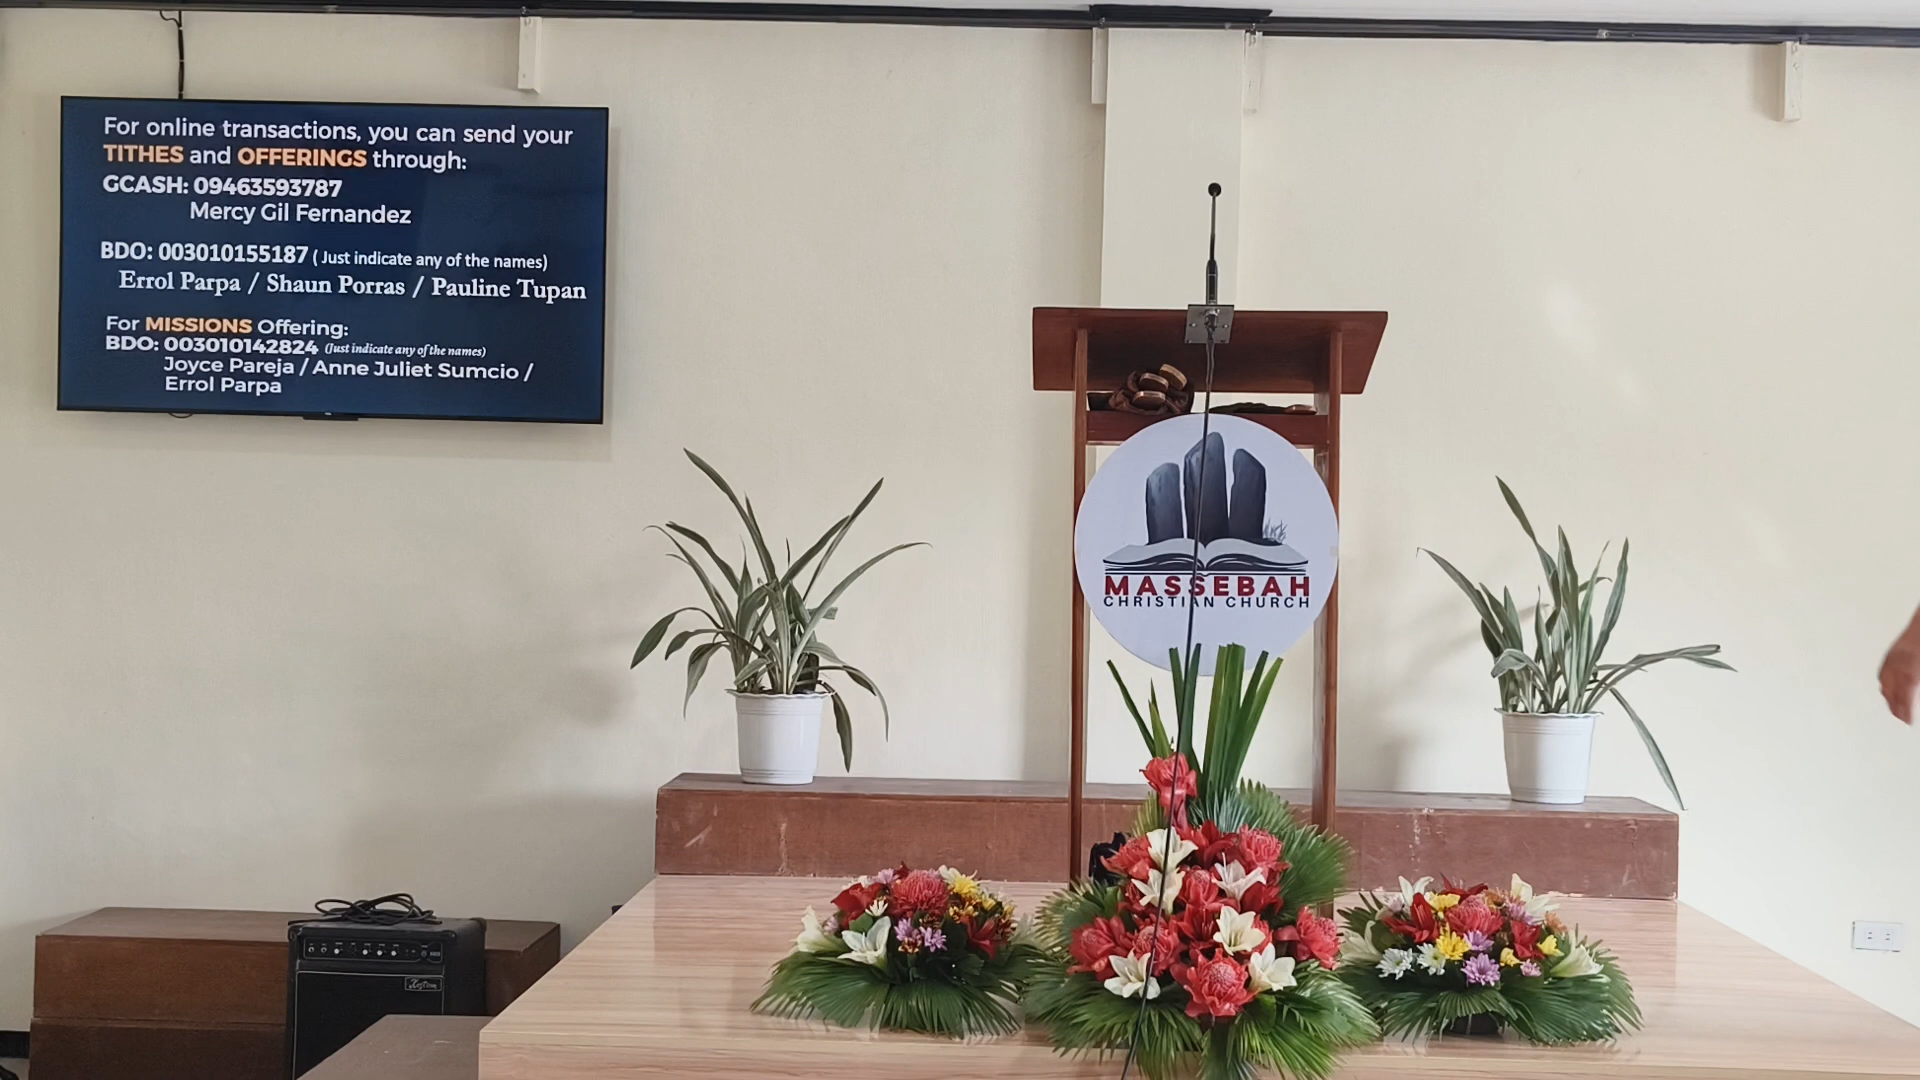 For online transactions, you can send your
TITHES and OFFERINGS through:
GCASH: 09463593787
Mercy Gil Fernandez
BDO: 003010155187 ( Just indicate any of the names)
Errol Parpa / Shaun Porras / Pauline Tupan
For MISSIONS Offering:
BDO: 003010142824 (Just indicate any of the names)
Joyce Pareja / Anne Juliet Sumcio /
Errol Parpa
MASSEBAH
CHRISTIAN CHURCH